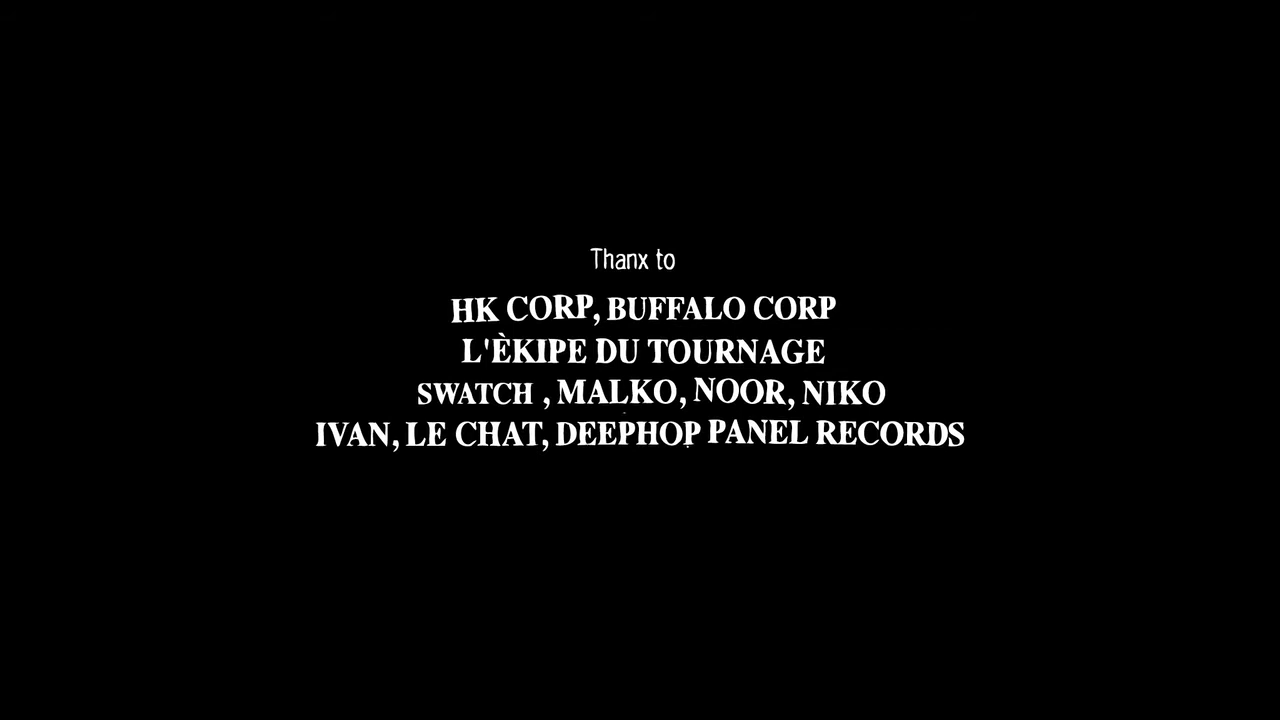 Thanx to
HK CORP, BUFFALO CORP
L'ÈKIPE DU TOURNAGE
SWATCH , MALKO, NOOR, NIKO
IVAN, LE CHAT, DEEPHOP PANEL RECORDS